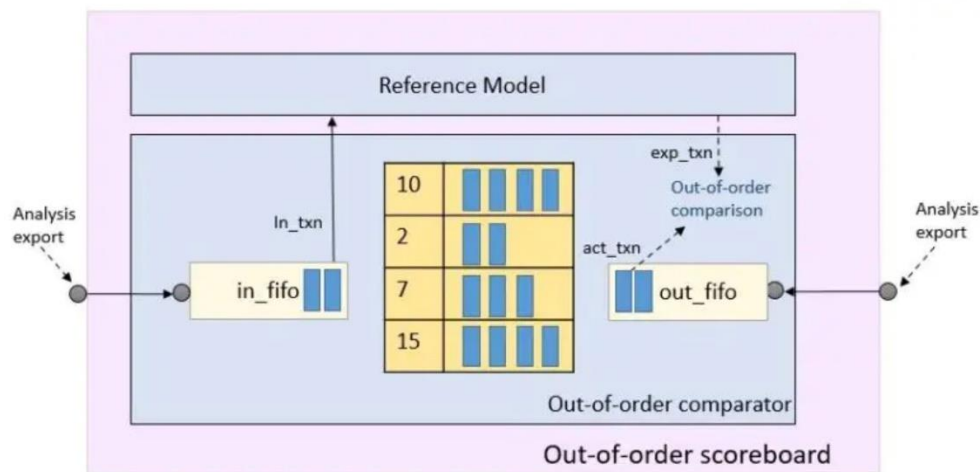 Reference Model
exp_txn
Out-of-order
comparison
In_txn
act_txn
Analysis
export
Analysis
export
in_fifo
10
2
7
15
out_fifo
Out-of-order comparator
Out-of-order scoreboard